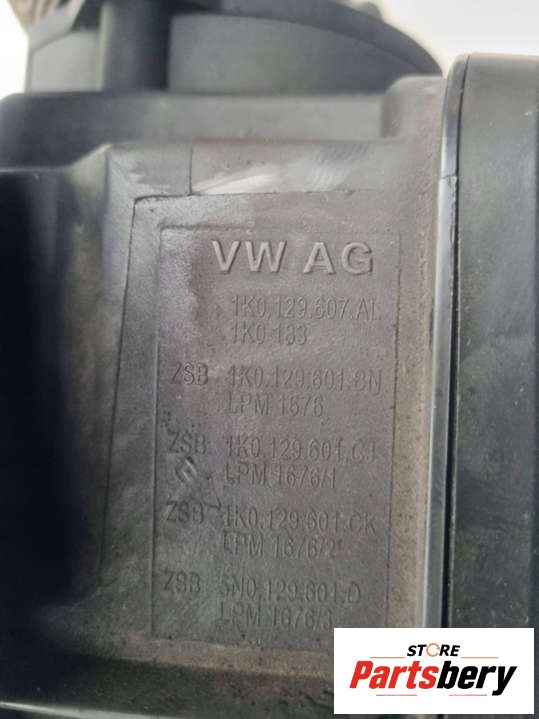 VW AG
1K0.129.607.AL
1K0 183
ZSB 1K0.129.601.BN
LPM 1576
ZSB 1K0.129.601.CJ
LPM 1676/1
ZSB 1K0.129.601.CK
LPM 1676/2
ZSB 5N0.129.601.D
LPM 1676/3
STORE
Partsbery